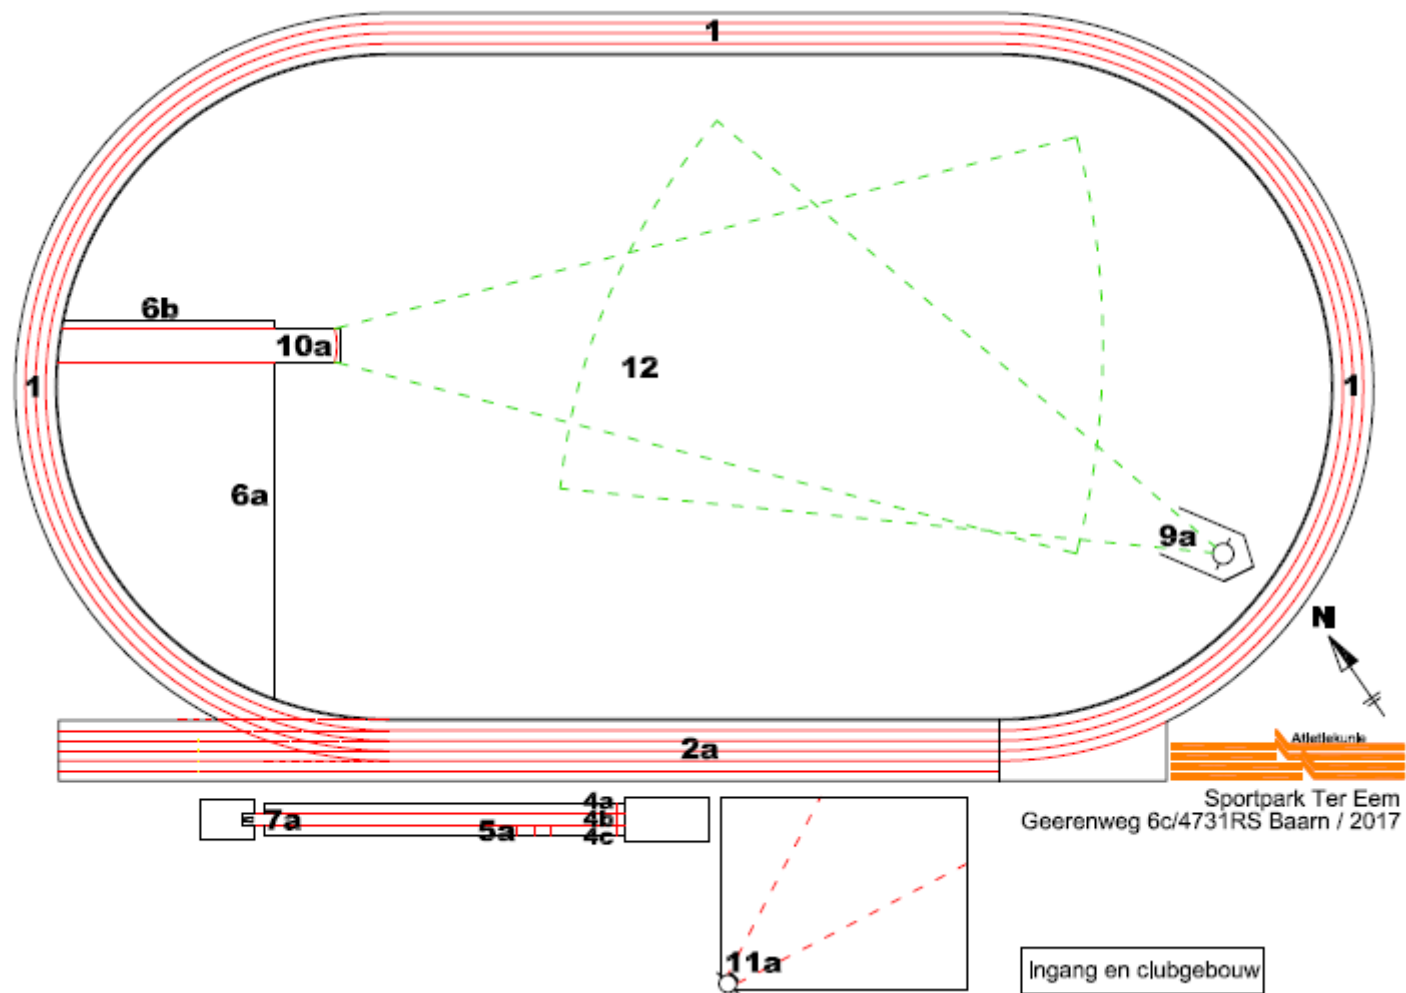 1
6b
10a
12
1
1
6a
9a
N
2a
Atletiekunie
4a
7a
4b
5a
4c
Sportpark Ter Eem
Geerenweg 6c/4731RS Baarn / 2017
11a
Ingang en clubgebouw